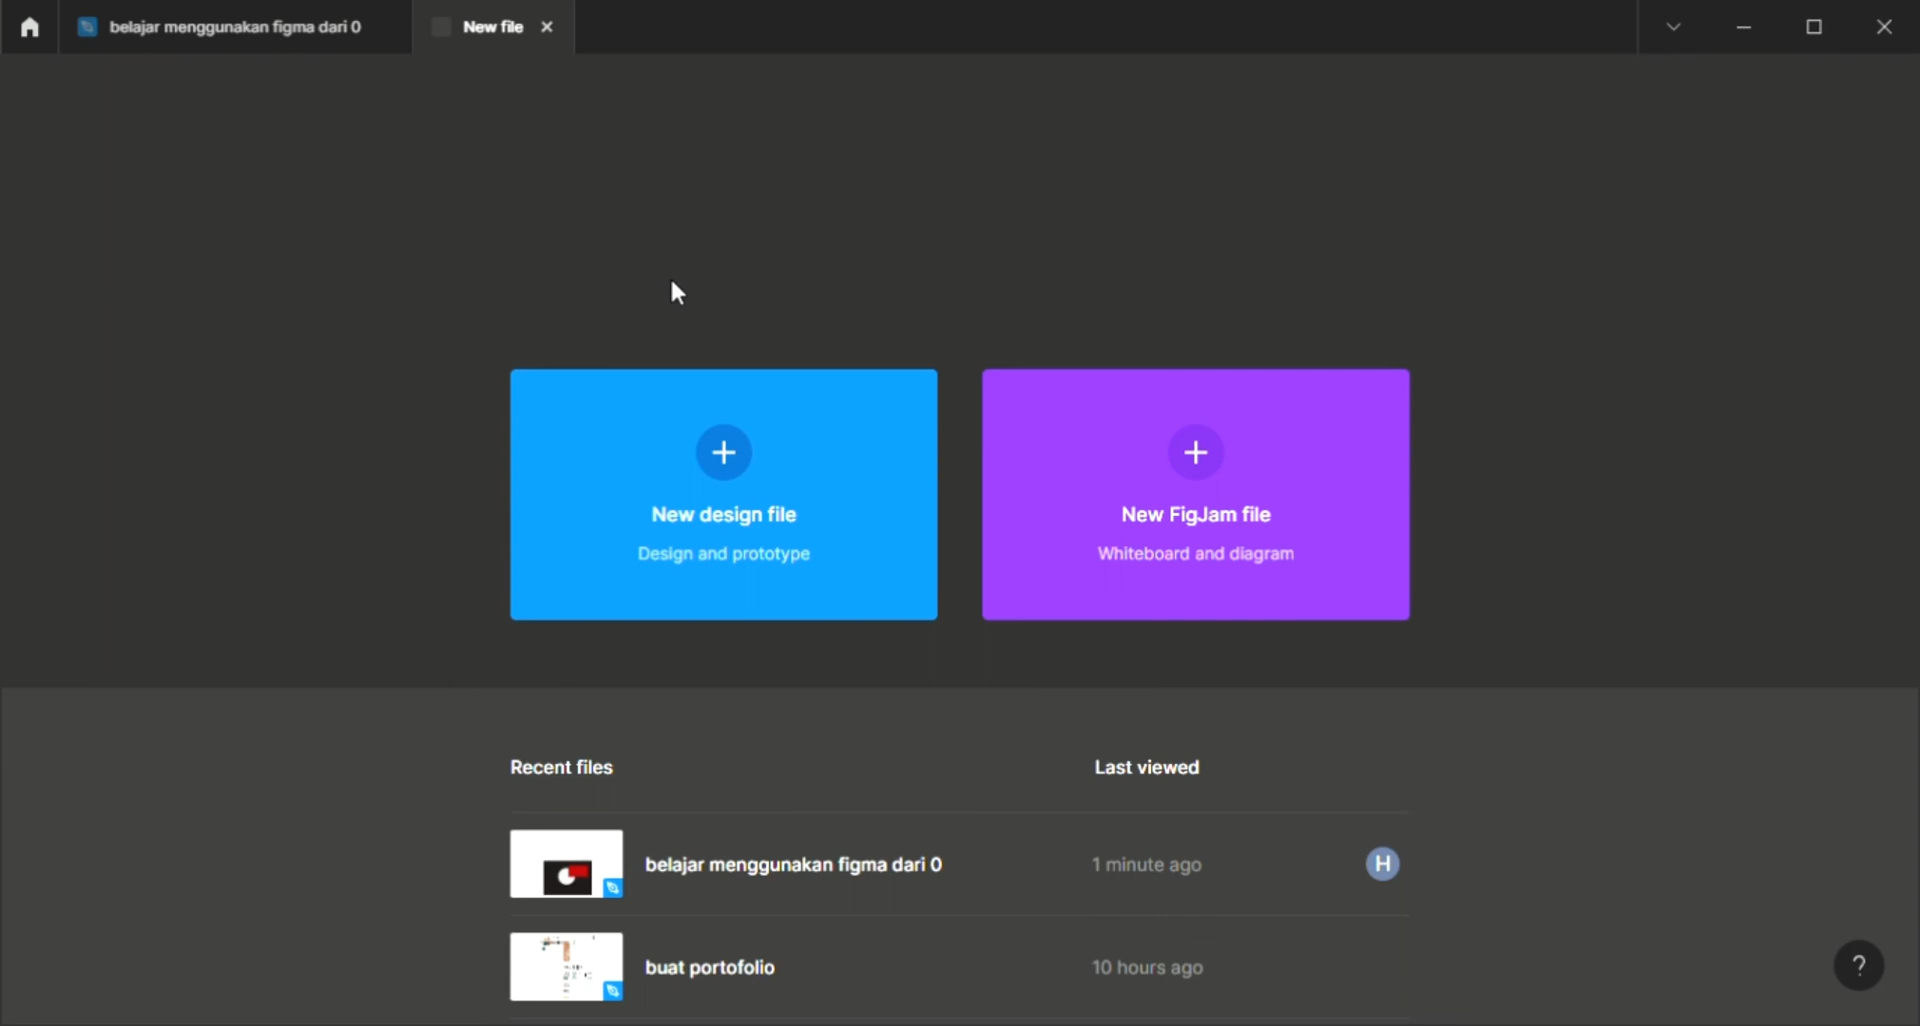 belajar menggunakan figma dari 0
New file
New design file
Design and prototype
New FigJam file
Whiteboard and diagram
Recent files
Last viewed
belajar menggunakan figma dari 0
1 minute ago
H
buat portofolio
10 hours ago
?